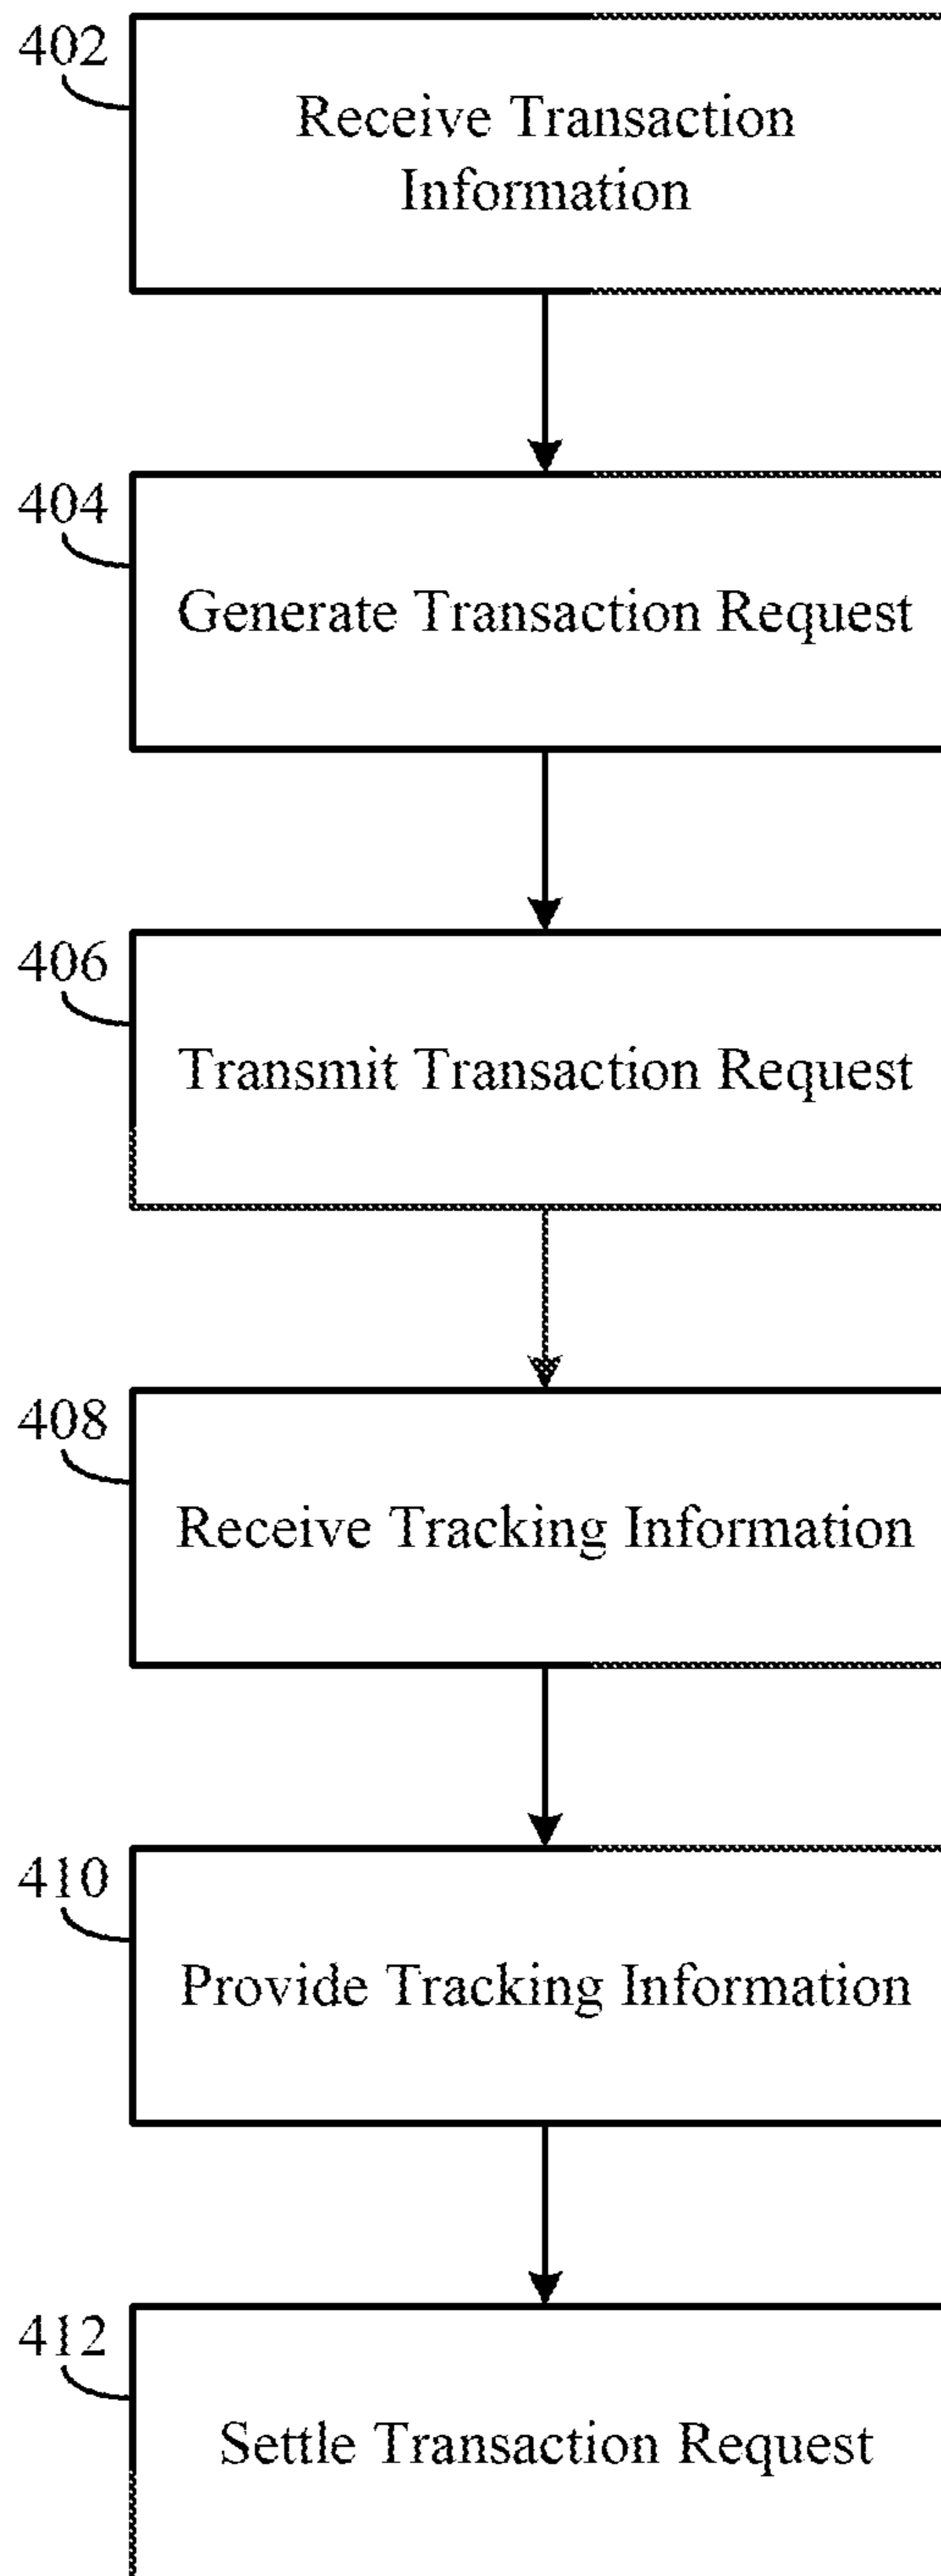 402
Receive Transaction
Information
404
Generate Transaction Request
406
Transmit Transaction Request
408
Receive Tracking Information
410
Provide Tracking Information
412
Settle Transaction Request